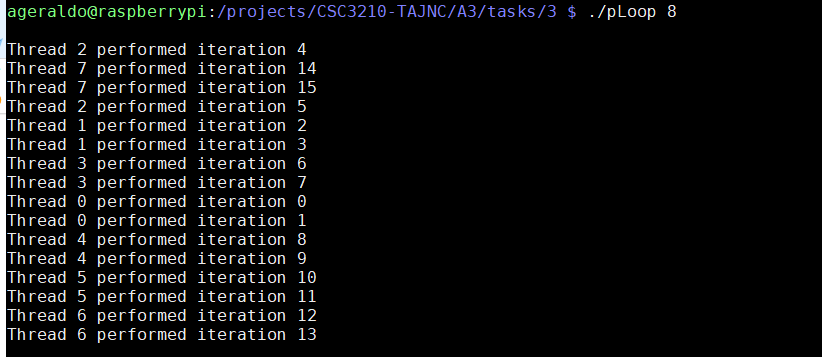 ageraldo@raspberrypi:/projects/CSC3210-TAJNC/A3/tasks/3 $ ./pLoop 8
Thread 2 performed iteration 4
Thread 7 performed iteration 14
Thread 7 performed iteration 15
Thread 2 performed iteration 5
Thread 1 performed iteration 2
Thread 1 performed iteration 3
Thread 3 performed iteration 6
Thread 3 performed iteration 7
Thread 0 performed iteration 0
Thread 0 performed iteration 1
Thread 4 performed iteration 8
Thread 4 performed iteration 9
Thread 5 performed iteration 10
Thread 5 performed iteration 11
Thread 6 performed iteration 12
Thread 6 performed iteration 13